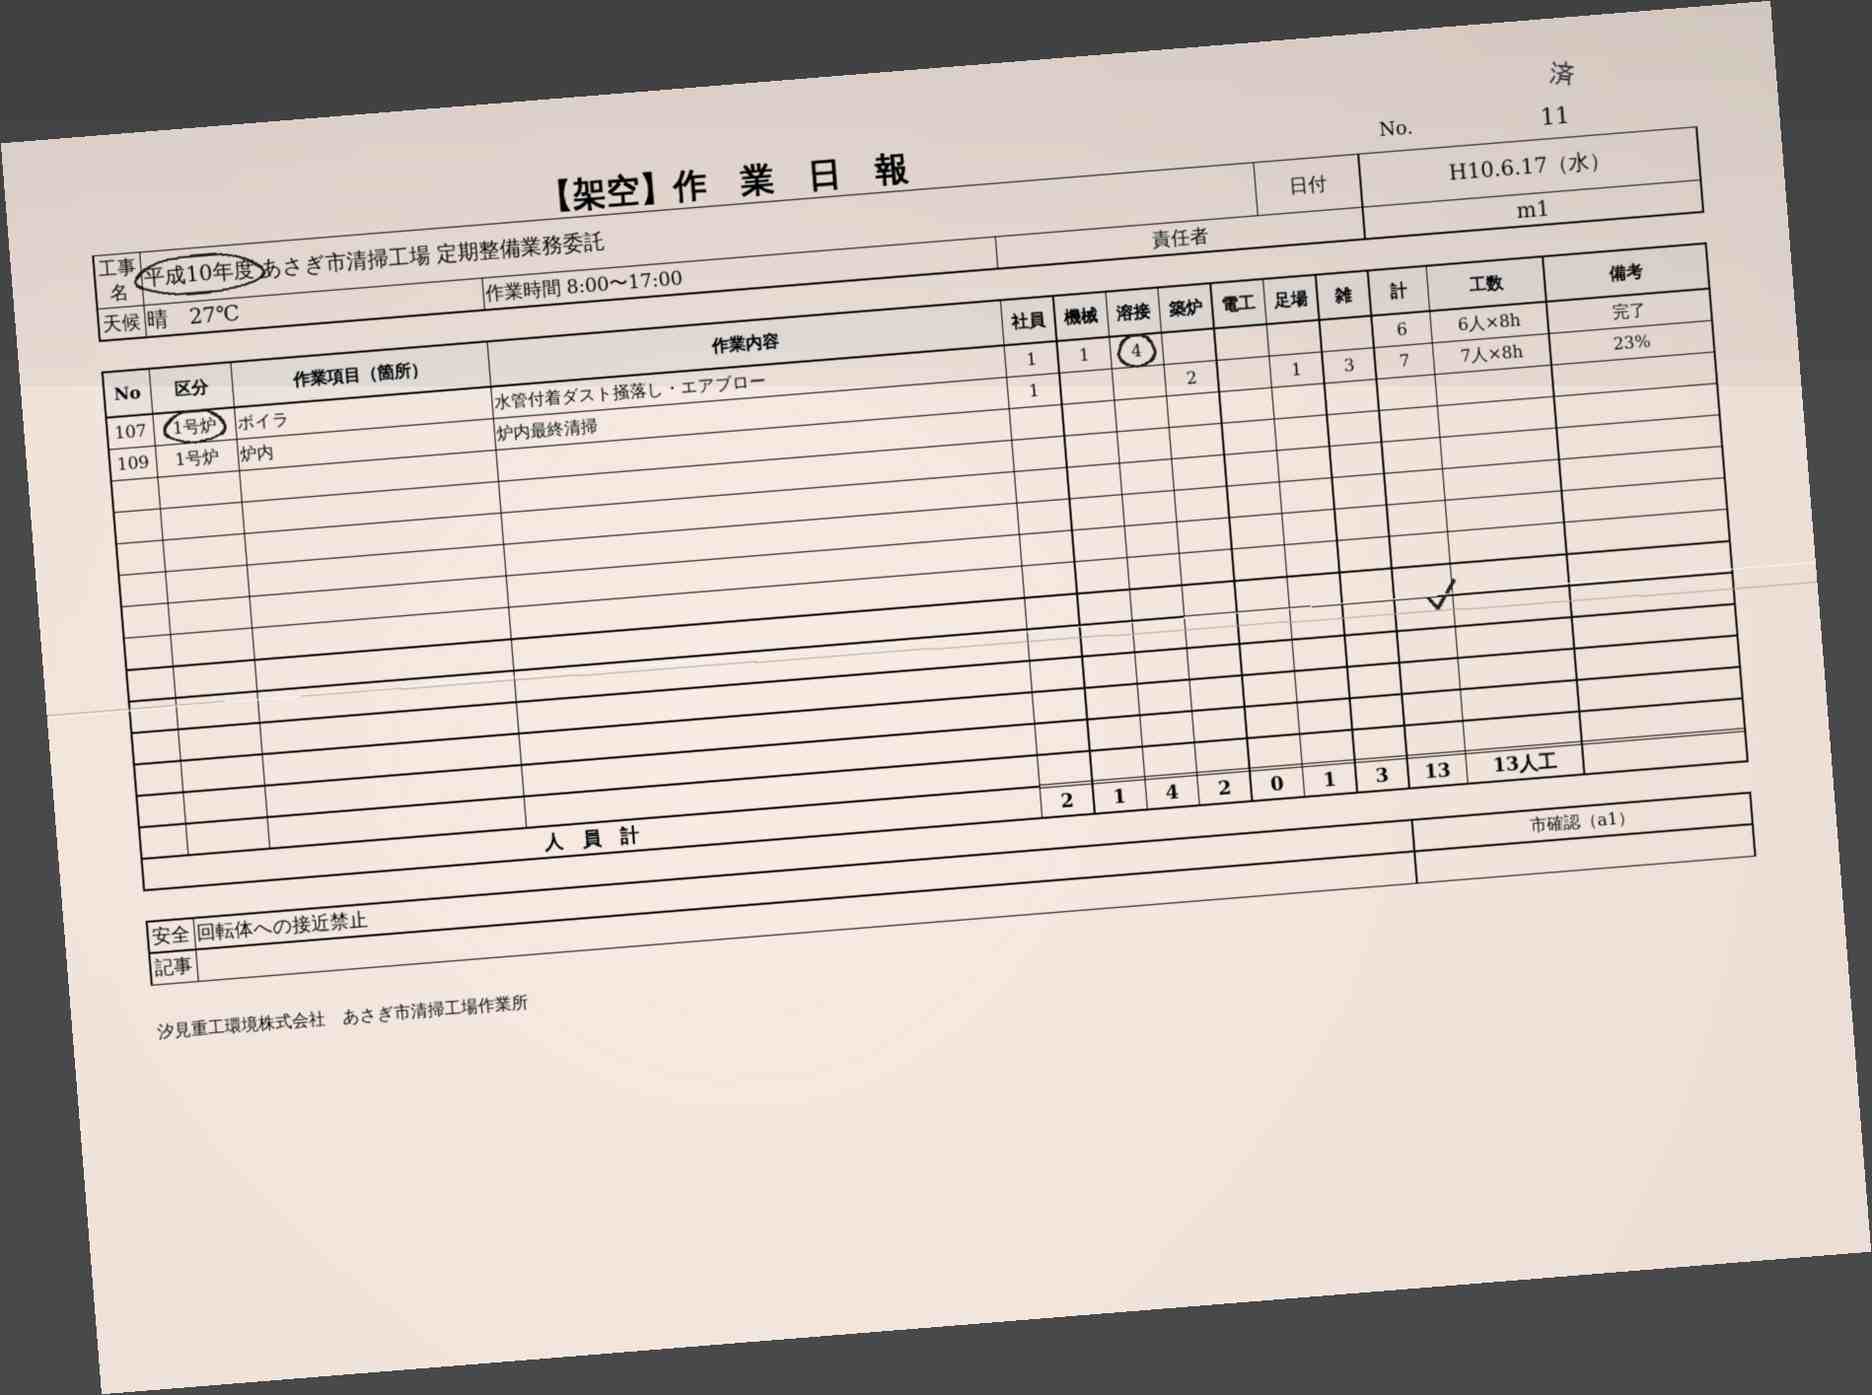 済
No. 11
【架空】作 業 日 報
工事名 平成10年度 あさぎ市清掃工場 定期整備業務委託 日付 H10.6.17（水）
天候 晴 27℃ 作業時間 8:00〜17:00 責任者 m1
No 区分 作業項目（箇所） 作業内容 社員 機械 溶接 築炉 電工 足場 雑 計 工数 備考
107 1号炉 ボイラ 水管付着ダスト掻落し・エアブロー 1 1 4 6 6人×8h 完了
109 1号炉 炉内 炉内最終清掃 1 2 1 3 7 7人×8h 23%
人 員 計 2 1 4 2 0 1 3 13 13人工
安全 回転体への接近禁止 市確認（a1）
記事
汐見重工環境株式会社 あさぎ市清掃工場作業所